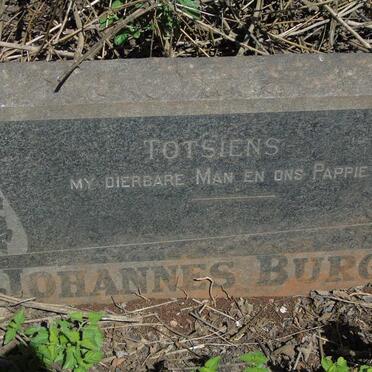 TOTSIENS
MY DIERBARE MAN EN ONS PAPPIE
JOHANNES BURG